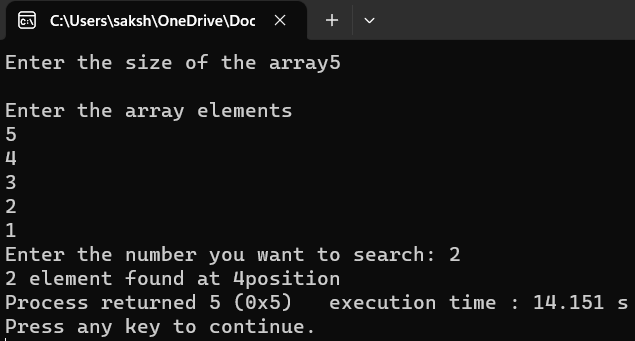 C:\Users\saksh\OneDrive\Doc
Enter the size of the array5
Enter the array elements
5
4
3
2
1
Enter the number you want to search: 2
2 element found at 4position
Process returned 5 (0x5)   execution time : 14.151 s
Press any key to continue.